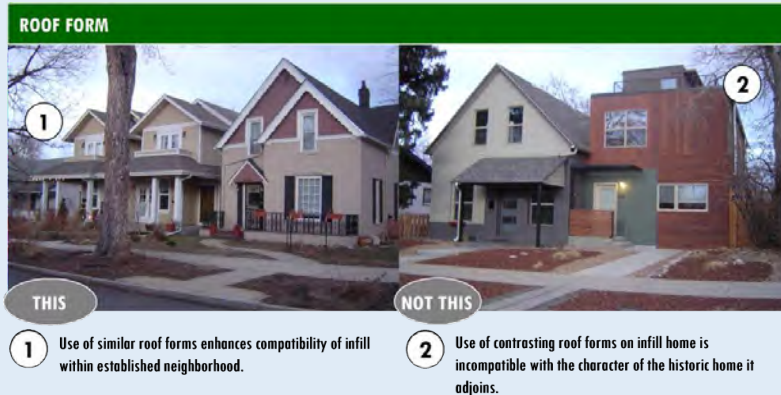 ROOF FORM
1
2
THIS
NOT THIS
1
Use of similar roof forms enhances compatibility of infill
within established neighborhood.
2
Use of contrasting roof forms on infill home is
incompatible with the character of the historic home it
adjoins.